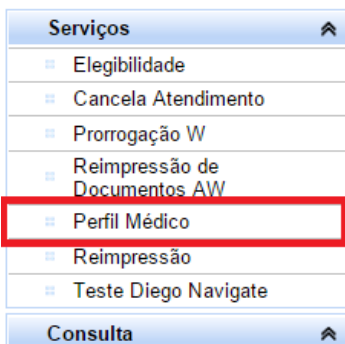 Serviços
Elegibilidade
Cancela Atendimento
Prorrogação W
Reimpressão de
Documentos AW
Perfil Médico
Reimpressão
Teste Diego Navigate
Consulta